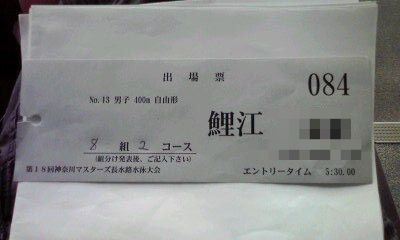 出場票
084
No.43 男子 400m 自由形
鯉江
8 組 2 コース
(組分け発表後、ご記入下さい)
第18回神奈川マスターズ長水路水泳大会
エントリータイム 5:30.00